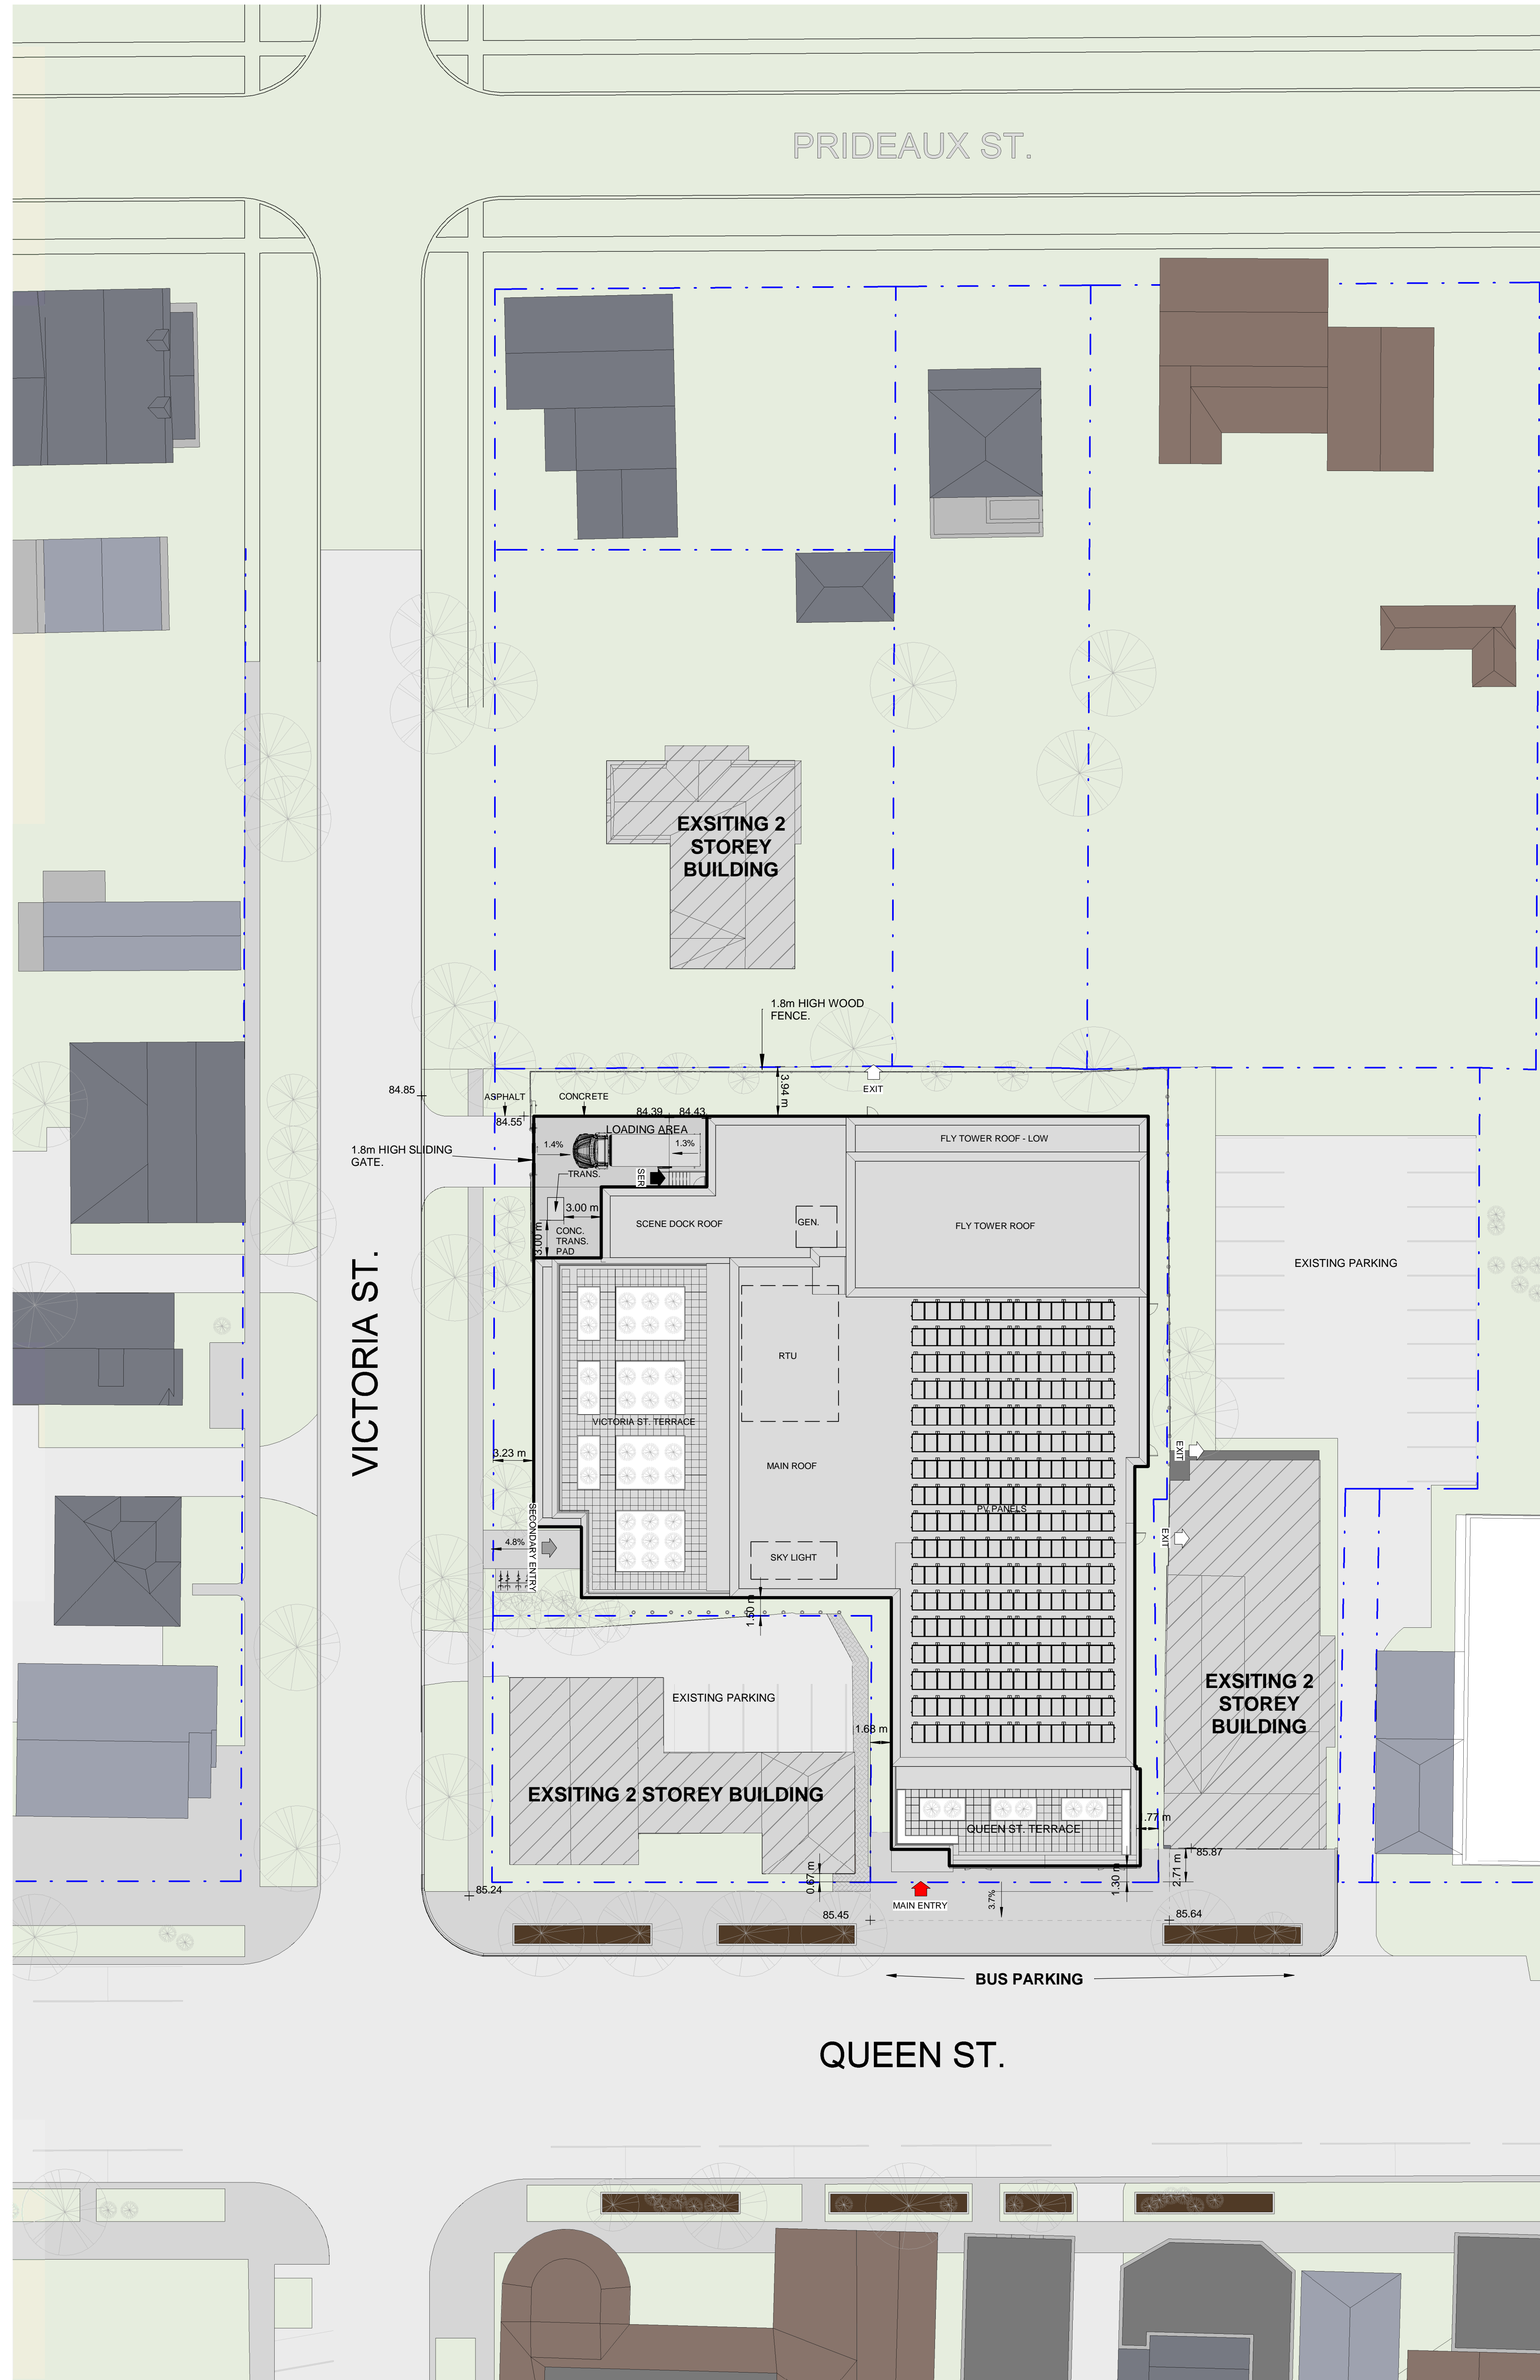 PRIDEAUX ST.
EXSITING 2
STOREY
BUILDING
1.8m HIGH WOOD
FENCE.
84.85
ASPHALT
CONCRETE
3.94 m
EXIT
84.55
84.39
84.43
LOADING AREA
1.4%
1.3%
FLY TOWER ROOF - LOW
1.8m HIGH SLIDING
GATE.
TRANS.
SER
3.00 m
3.00 m
CONC.
TRANS.
PAD
SCENE DOCK ROOF
GEN.
FLY TOWER ROOF
EXISTING PARKING
VICTORIA ST.
RTU
VICTORIA ST. TERRACE
3.23 m
MAIN ROOF
EXIT
PV PANELS
SECONDARY ENTRY
4.8%
SKY LIGHT
EXIT
1.50 m
EXISTING PARKING
1.63 m
EXSITING 2
STOREY
BUILDING
EXSITING 2 STOREY BUILDING
QUEEN ST. TERRACE
.77 m
85.87
0.67 m
1.30 m
2.71 m
85.24
MAIN ENTRY
3.7%
85.45
85.64
BUS PARKING
QUEEN ST.